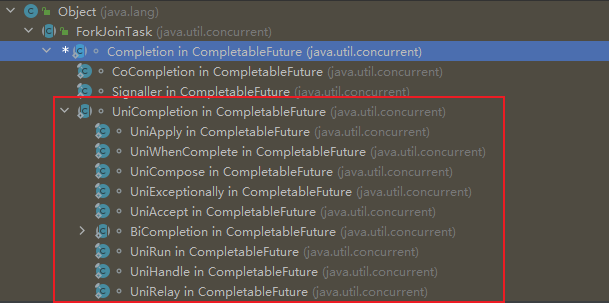 Object (java.lang)
ForkJoinTask (java.util.concurrent)
* Completion in CompletableFuture (java.util.concurrent)
CoCompletion in CompletableFuture (java.util.concurrent)
Signaller in CompletableFuture (java.util.concurrent)
UniCompletion in CompletableFuture (java.util.concurrent)
UniApply in CompletableFuture (java.util.concurrent)
UniWhenComplete in CompletableFuture (java.util.concurrent)
UniCompose in CompletableFuture (java.util.concurrent)
UniExceptionally in CompletableFuture (java.util.concurrent)
UniAccept in CompletableFuture (java.util.concurrent)
BiCompletion in CompletableFuture (java.util.concurrent)
UniRun in CompletableFuture (java.util.concurrent)
UniHandle in CompletableFuture (java.util.concurrent)
UniRelay in CompletableFuture (java.util.concurrent)